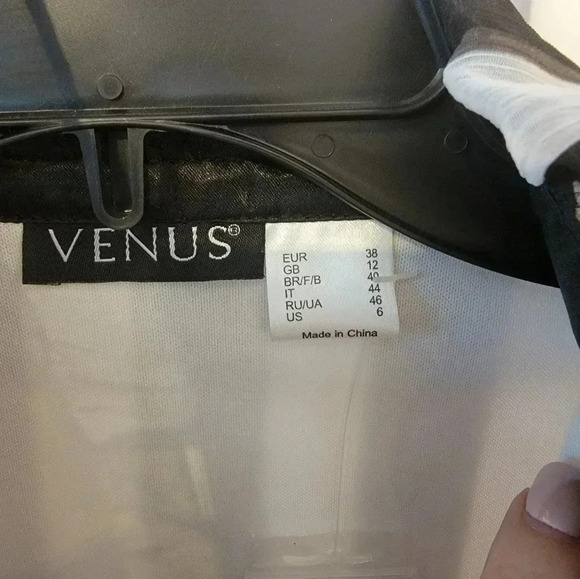 VENUS®
EUR 38
GB 12
BR/F/B 40
IT 44
RU/UA 46
US 6
Made in China